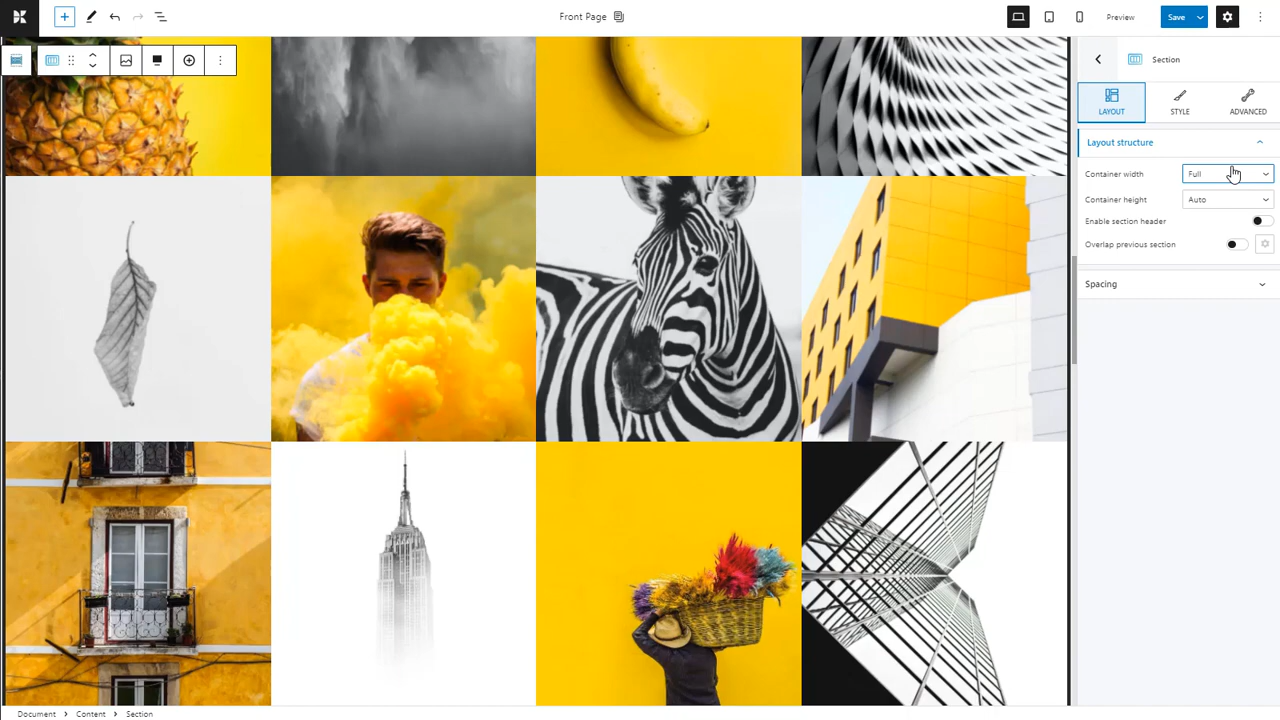 Front Page
Preview
Save
Section
LAYOUT
STYLE
ADVANCED
Layout structure
Container width
Full
Container height
Auto
Enable section header
Overlap previous section
Spacing
Document
Content
Section